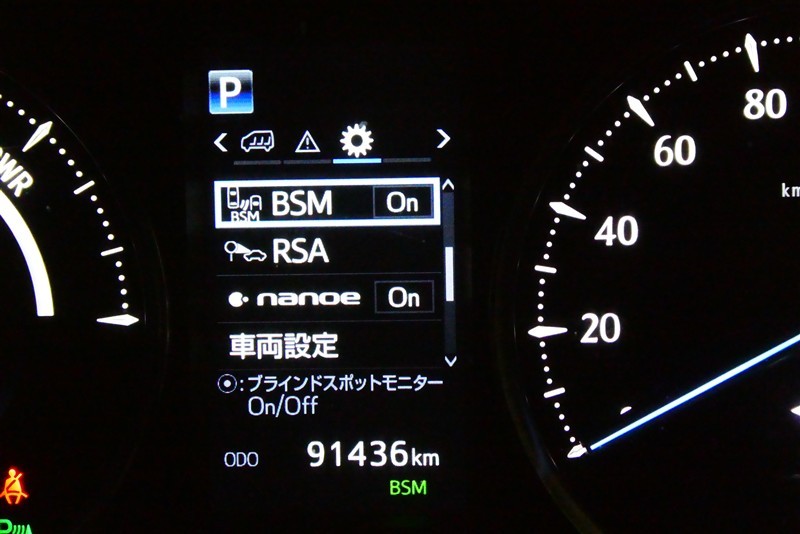 P
PWR
80
60
km
40
20
BSM
BSM On
RSA
nanoe On
車両設定
:ブラインドスポットモニター
On/Off
ODO 91436km
BSM
P